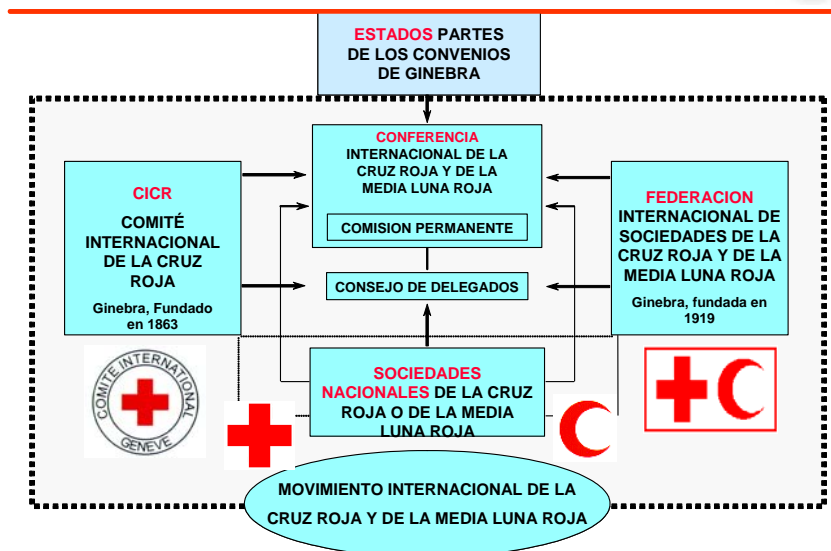 ESTADOS PARTES
DE LOS CONVENIOS
DE GINEBRA
CONFERENCIA
INTERNACIONAL DE LA
CRUZ ROJA Y DE LA
MEDIA LUNA ROJA
COMISION PERMANENTE
CICR
COMITÉ
INTERNACIONAL
DE LA CRUZ
ROJA
Ginebra, Fundado
en 1863
FEDERACION
INTERNACIONAL DE
SOCIEDADES DE LA
CRUZ ROJA Y DE LA
MEDIA LUNA ROJA
Ginebra, fundada en
1919
CONSEJO DE DELEGADOS
SOCIEDADES
NACIONALES DE LA CRUZ
ROJA O DE LA MEDIA
LUNA ROJA
COMITE INTERNATIONAL
GENEVE
MOVIMIENTO INTERNACIONAL DE LA
CRUZ ROJA Y DE LA MEDIA LUNA ROJA